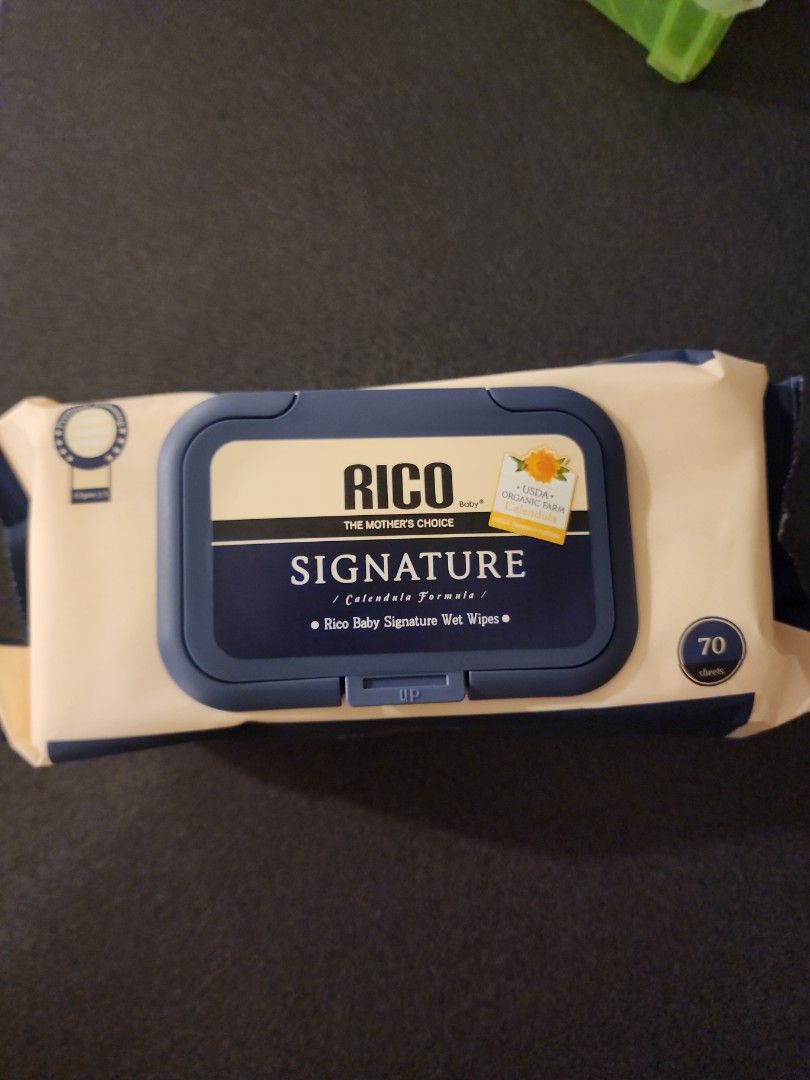 RICO
Baby®
THE MOTHER'S CHOICE
• USDA •
ORGANIC FARM
Calendula
SIGNATURE
/ Calendula Formula /
• Rico Baby Signature Wet Wipes •
up
70
sheets